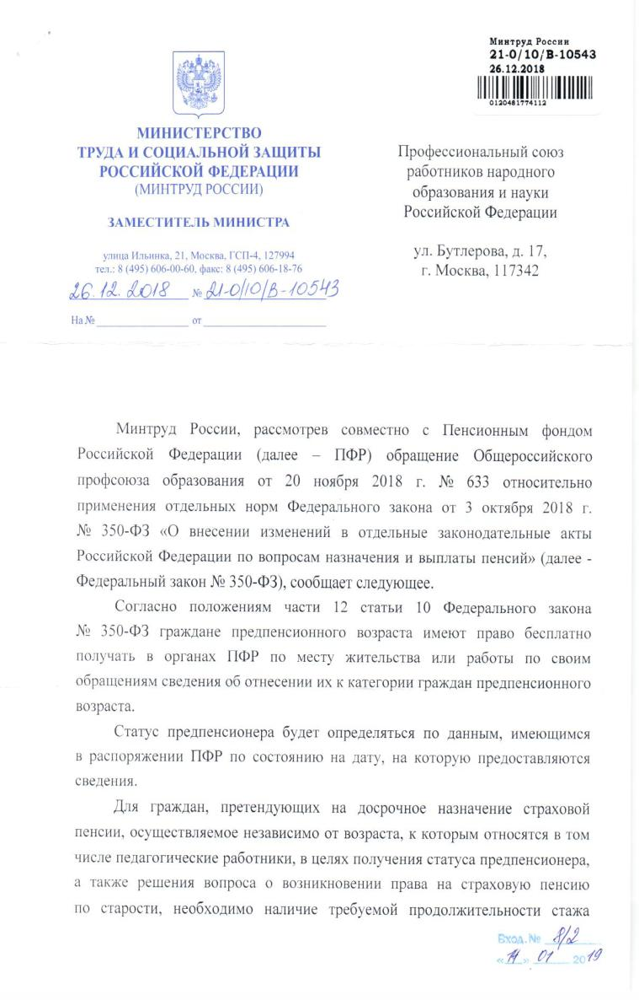 Минтруд России
21-0/10/В-10543
26.12.2018
0120481774112
МИНИСТЕРСТВО
ТРУДА И СОЦИАЛЬНОЙ ЗАЩИТЫ
РОССИЙСКОЙ ФЕДЕРАЦИИ
(МИНТРУД РОССИИ)
ЗАМЕСТИТЕЛЬ МИНИСТРА
улица Ильинка, 21, Москва, ГСП-4, 127994
тел.: 8 (495) 606-00-60, факс: 8 (495) 606-18-76
26.12.2018 № 21-0/10/В-10543
На № от
Профессиональный союз
работников народного
образования и науки
Российской Федерации
ул. Бутлерова, д. 17,
г. Москва, 117342
Минтруд России, рассмотрев совместно с Пенсионным фондом
Российской Федерации (далее – ПФР) обращение Общероссийского
профсоюза образования от 20 ноября 2018 г. № 633 относительно
применения отдельных норм Федерального закона от 3 октября 2018 г.
№ 350-ФЗ «О внесении изменений в отдельные законодательные акты
Российской Федерации по вопросам назначения и выплаты пенсий» (далее -
Федеральный закон № 350-ФЗ), сообщает следующее.
Согласно положениям части 12 статьи 10 Федерального закона
№ 350-ФЗ граждане предпенсионного возраста имеют право бесплатно
получать в органах ПФР по месту жительства или работы по своим
обращениям сведения об отнесении их к категории граждан предпенсионного
возраста.
Статус предпенсионера будет определяться по данным, имеющимся
в распоряжении ПФР по состоянию на дату, на которую предоставляются
сведения.
Для граждан, претендующих на досрочное назначение страховой
пенсии, осуществляемое независимо от возраста, к которым относятся в том
числе педагогические работники, в целях получения статуса предпенсионера,
а также решения вопроса о возникновении права на страховую пенсию
по старости, необходимо наличие требуемой продолжительности стажа
Вход. № 8/2
«14» 01 2019